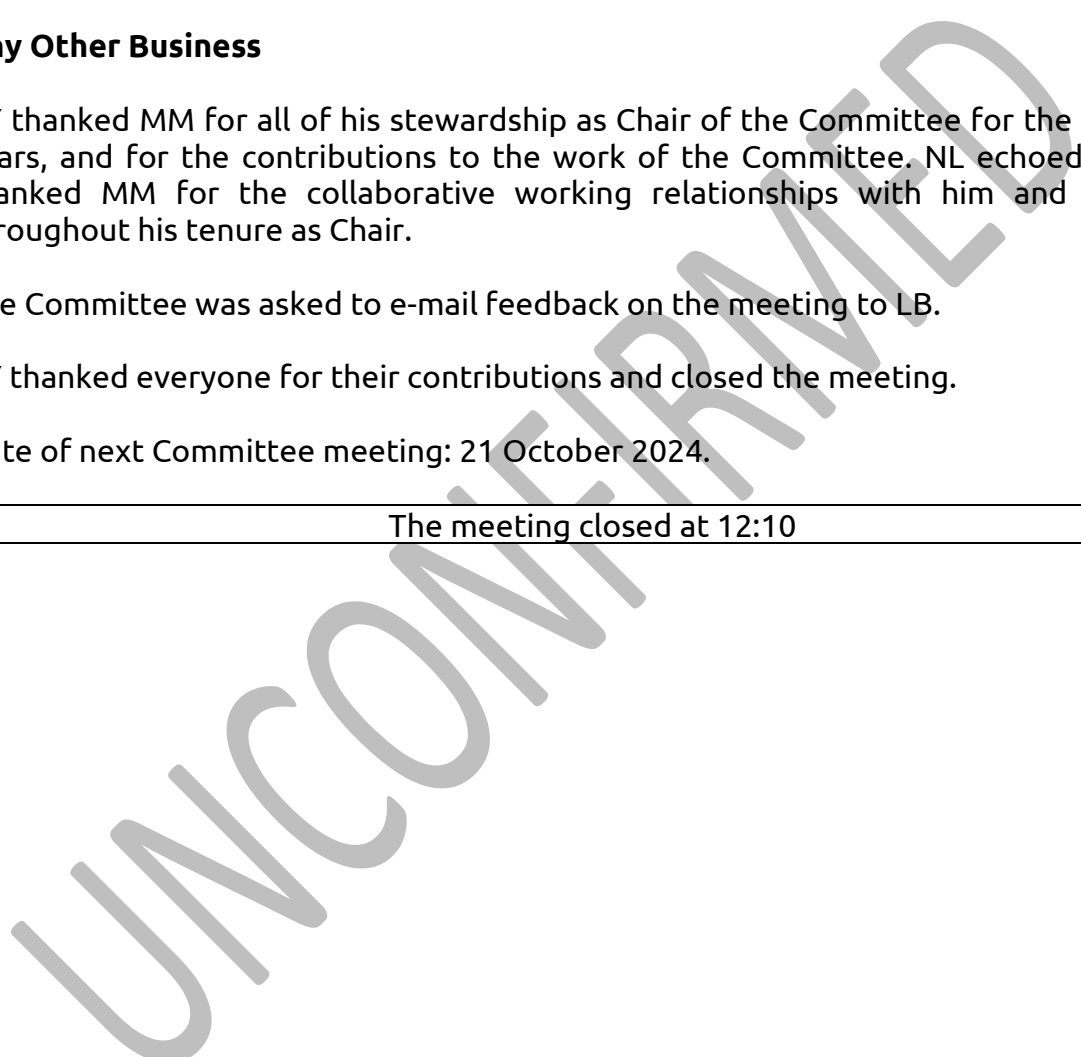 ny Other Business
thanked MM for all of his stewardship as Chair of the Committee for the
ars, and for the contributions to the work of the Committee. NL echoed
anked MM for the collaborative working relationships with him and
roughout his tenure as Chair.
e Committee was asked to e-mail feedback on the meeting to LB.
thanked everyone for their contributions and closed the meeting.
te of next Committee meeting: 21 October 2024.
The meeting closed at 12:10
UNCONFIRMED